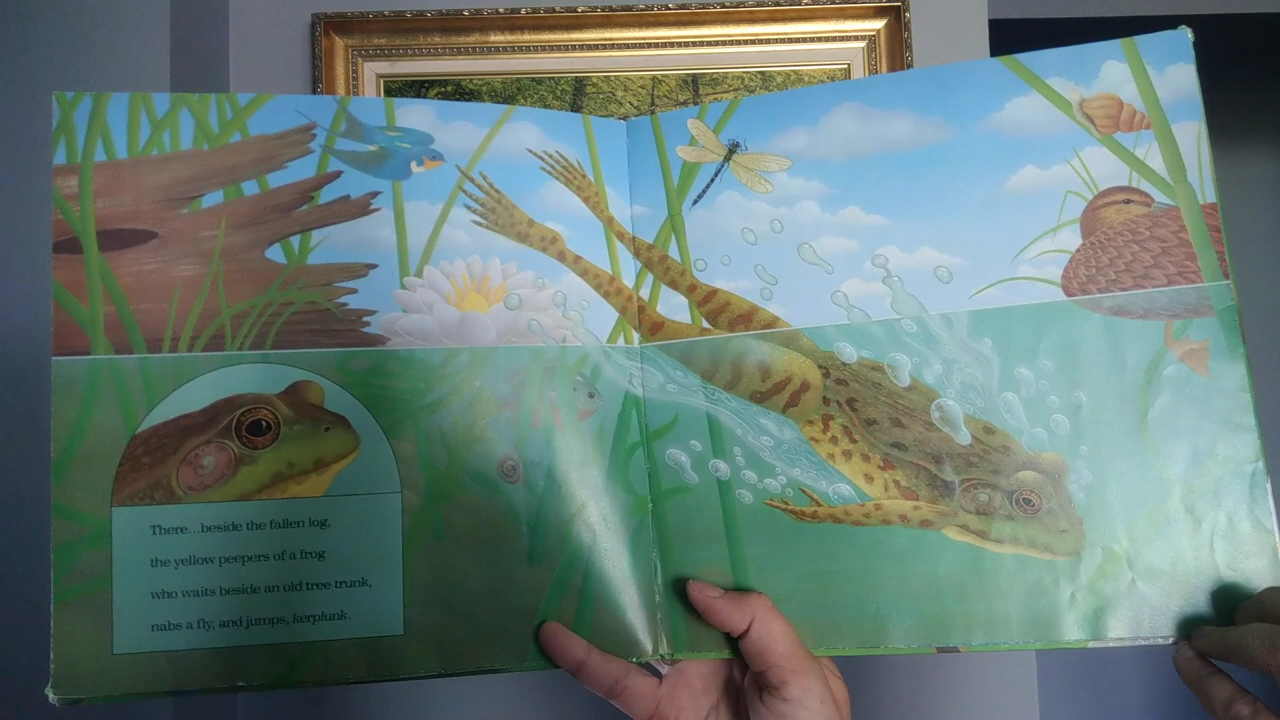 There...beside the fallen log,
the yellow peepers of a frog
who waits beside an old tree trunk,
nabs a fly, and jumps, kerplunk.